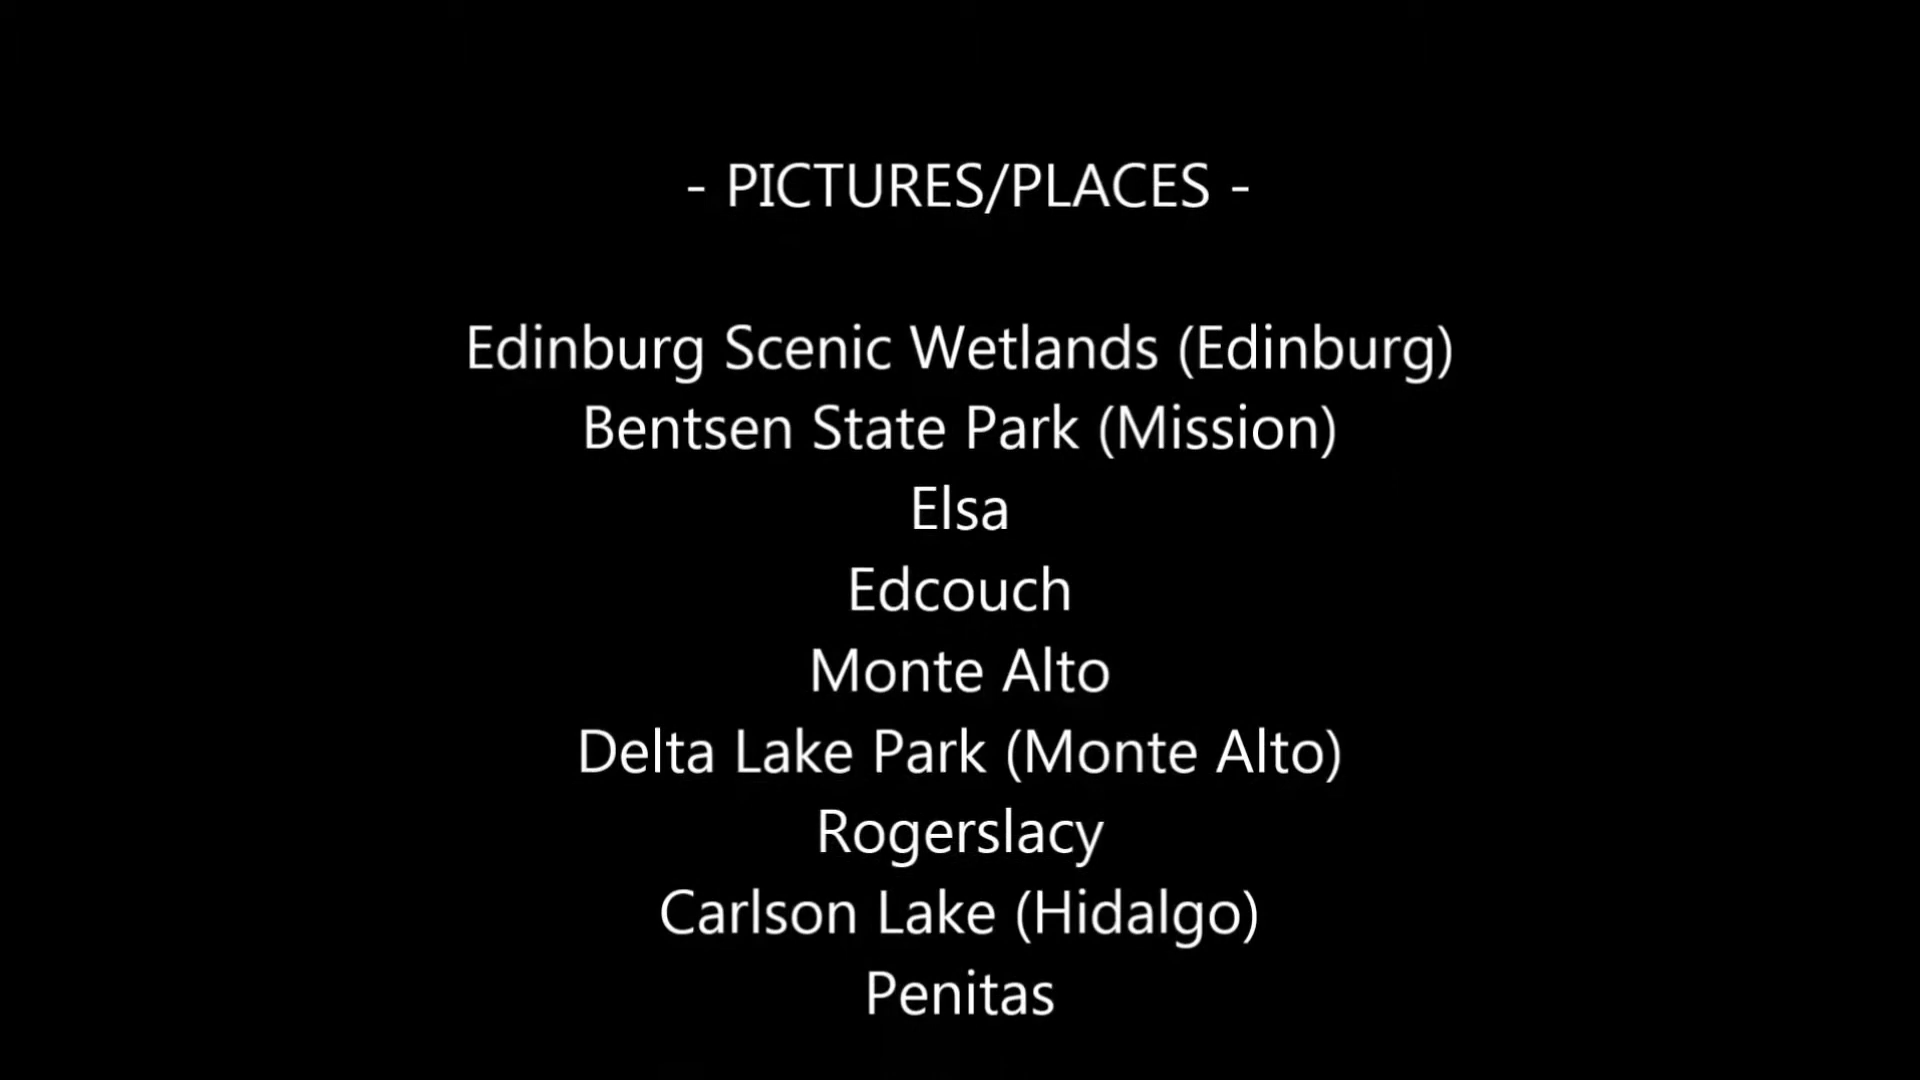 - PICTURES/PLACES -
Edinburg Scenic Wetlands (Edinburg)
Bentsen State Park (Mission)
Elsa
Edcouch
Monte Alto
Delta Lake Park (Monte Alto)
Rogerslacy
Carlson Lake (Hidalgo)
Penitas